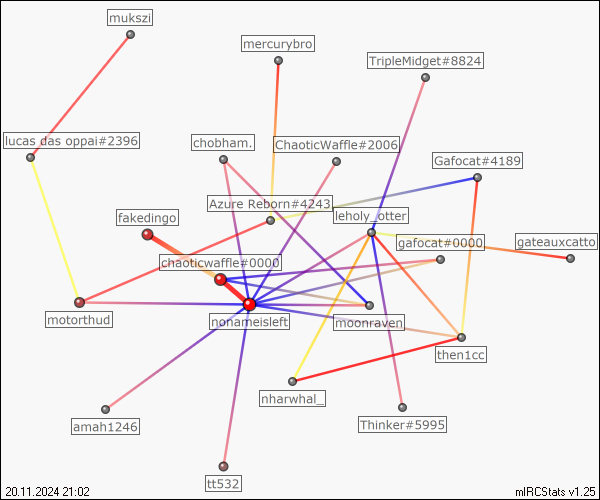 mukszi
mercurybro
TripleMidget#8824
lucas das oppai#2396
chobham.
ChaoticWaffle#2006
Gafocat#4189
Azure Reborn#4243
leholy_otter
fakedingo
gafocat#0000
gateauxcatto
chaoticwaffle#0000
motorthud
nonameisleft
moonraven
then1cc
nharwhal_
amah1246
Thinker#5995
tt532
20.11.2024 21:02
mIRCStats v1.25